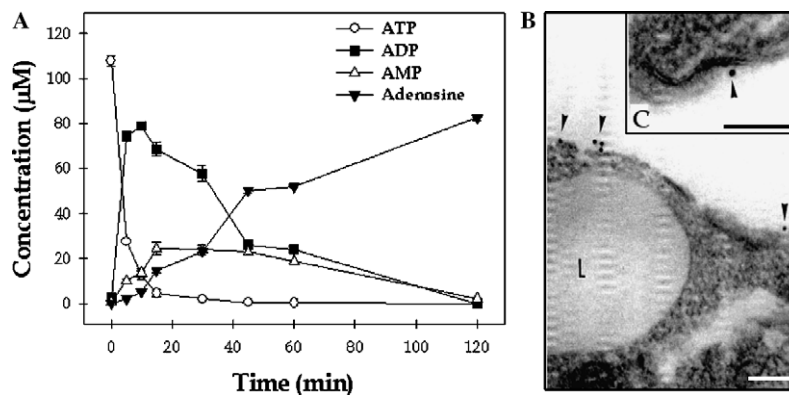 A
B
C
ATP
ADP
AMP
Adenosine
Concentration (μM)
120
100
80
60
40
20
0
0 20 40 60 80 100 120
Time (min)
L